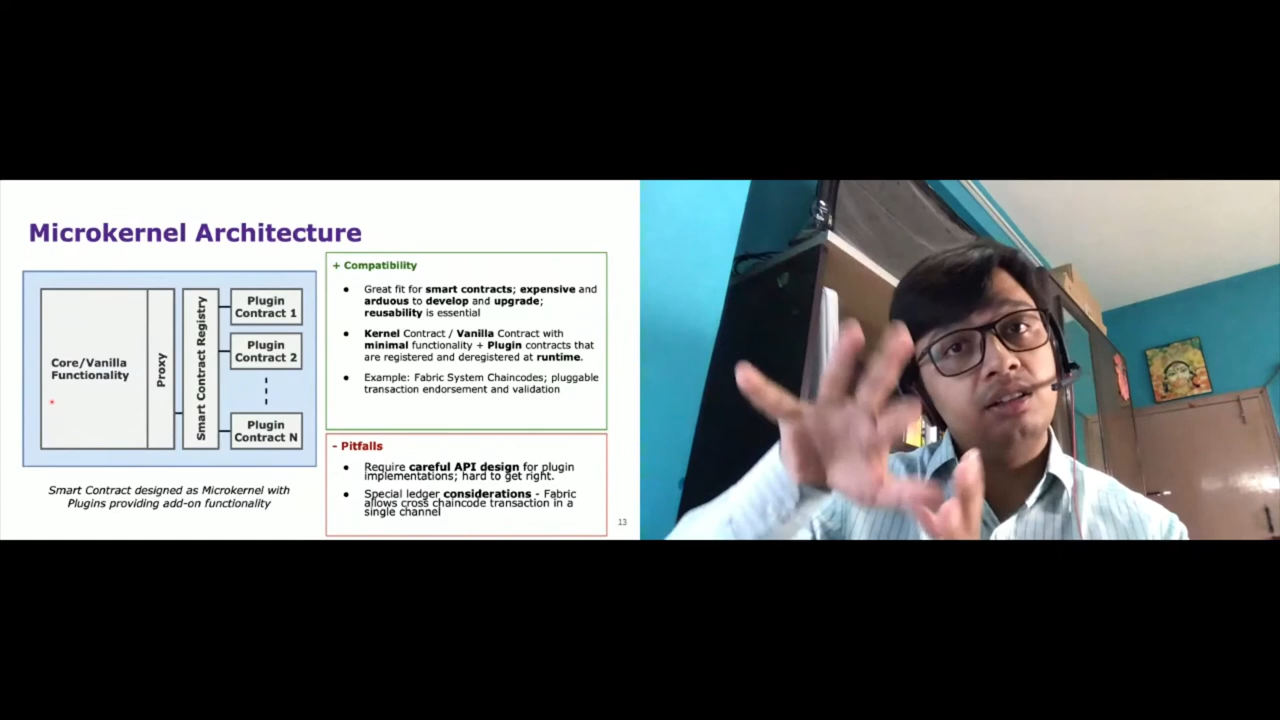 Microkernel Architecture
Core/Vanilla
Functionality
Proxy
Smart Contract Registry
Plugin
Contract 1
Plugin
Contract 2
Plugin
Contract N
Smart Contract designed as Microkernel with
Plugins providing add-on functionality
+ Compatibility
● Great fit for smart contracts; expensive and
arduous to develop and upgrade;
reusability is essential
● Kernel Contract / Vanilla Contract with
minimal functionality + Plugin contracts that
are registered and deregistered at runtime.
● Example: Fabric System Chaincodes; pluggable
transaction endorsement and validation
- Pitfalls
● Require careful API design for plugin
implementations; hard to get right.
● Special ledger considerations - Fabric
allows cross chaincode transaction in a
single channel
13